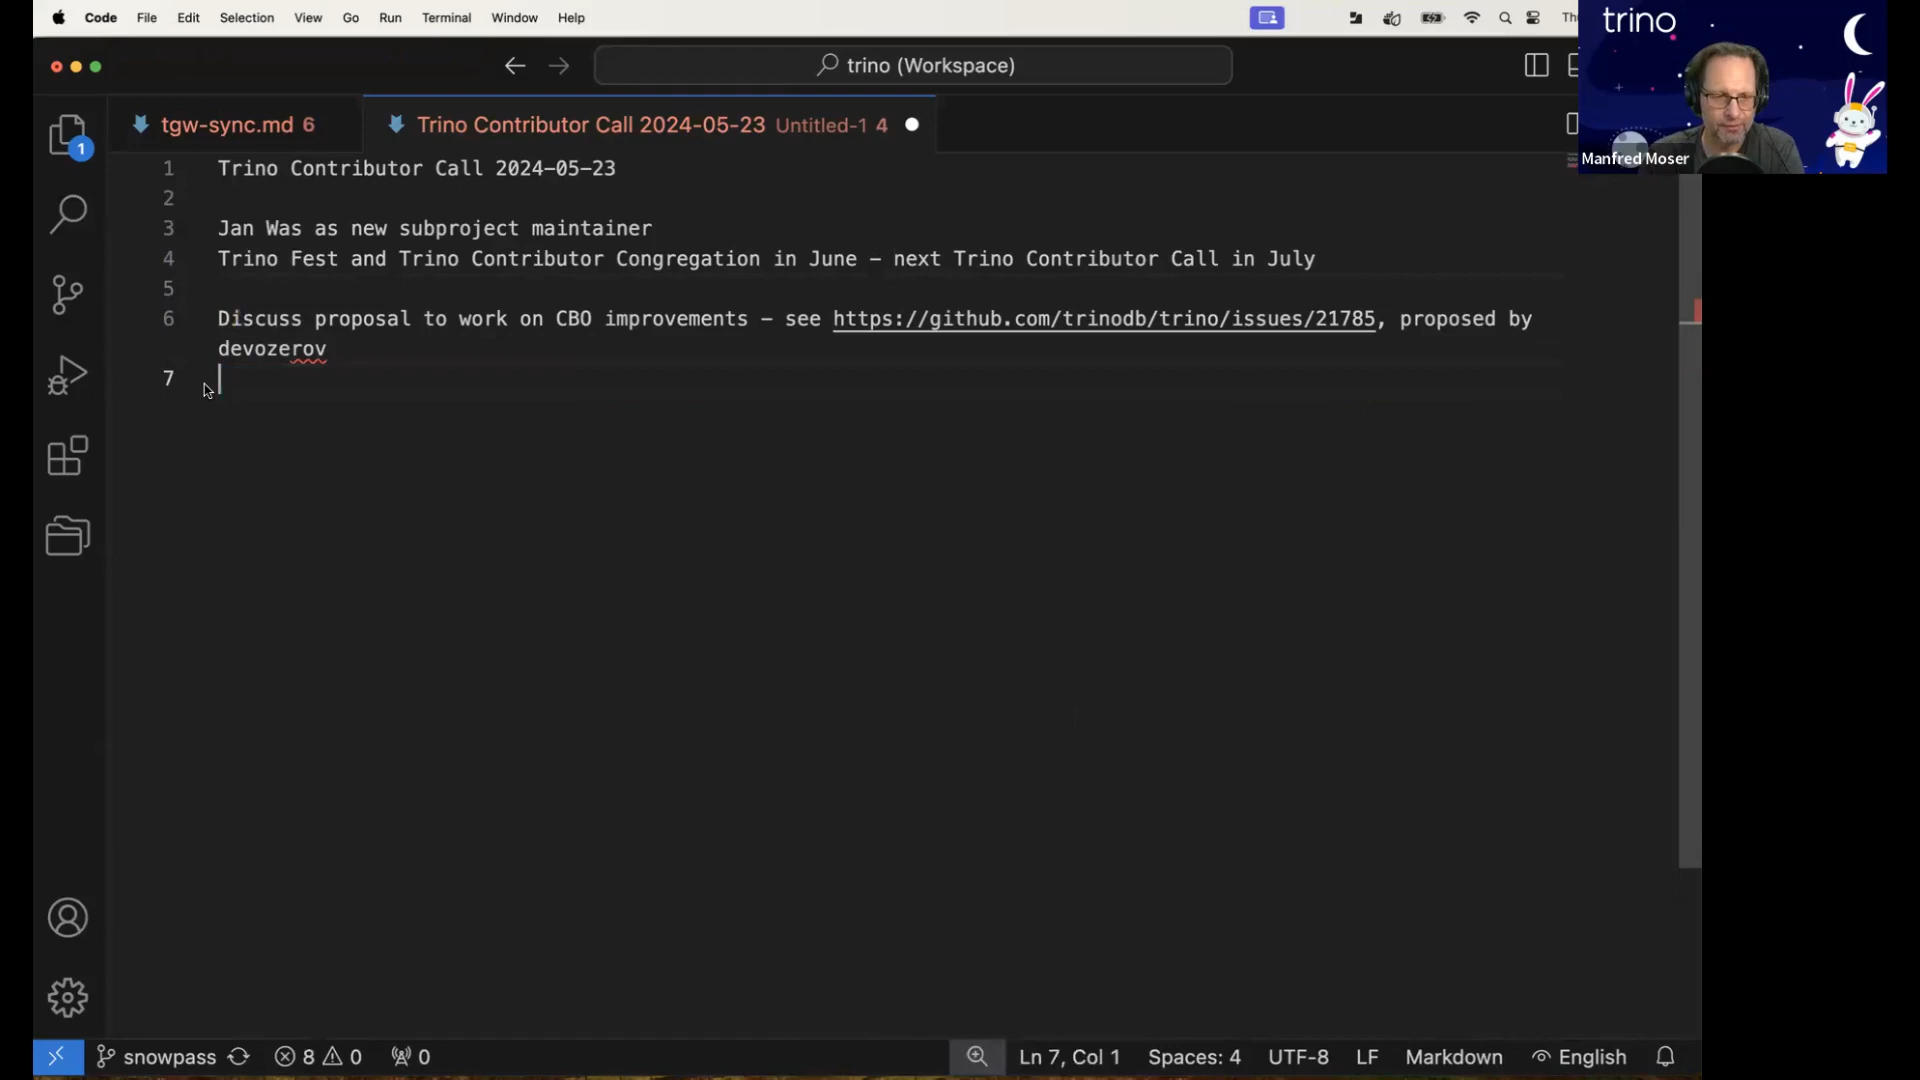 Code File Edit Selection View Go Run Terminal Window Help
trino
trino (Workspace)
Manfred Moser
1
tgw-sync.md 6
Trino Contributor Call 2024-05-23 Untitled-1 4
1 Trino Contributor Call 2024-05-23
2
3 Jan Was as new subproject maintainer
4 Trino Fest and Trino Contributor Congregation in June - next Trino Contributor Call in July
5
6 Discuss proposal to work on CBO improvements - see https://github.com/trinodb/trino/issues/21785, proposed by
devozerov
7
snowpass 8 0 0 Ln 7, Col 1 Spaces: 4 UTF-8 LF Markdown English